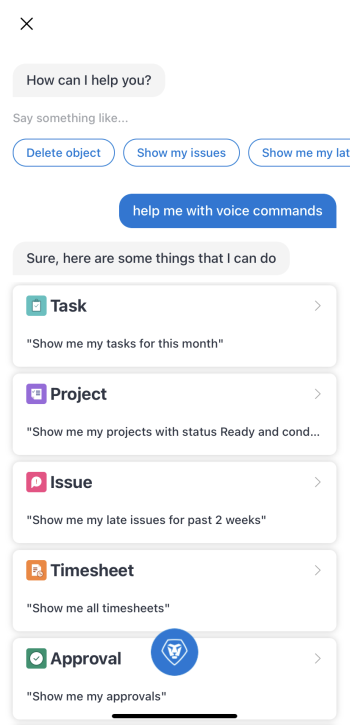 How can I help you?
Say something like...
Delete object
Show my issues
Show me my lat
help me with voice commands
Sure, here are some things that I can do
Task
"Show me my tasks for this month"
Project
"Show me my projects with status Ready and cond...
Issue
"Show me my late issues for past 2 weeks"
Timesheet
"Show me all timesheets"
Approval
"Show me my approvals"